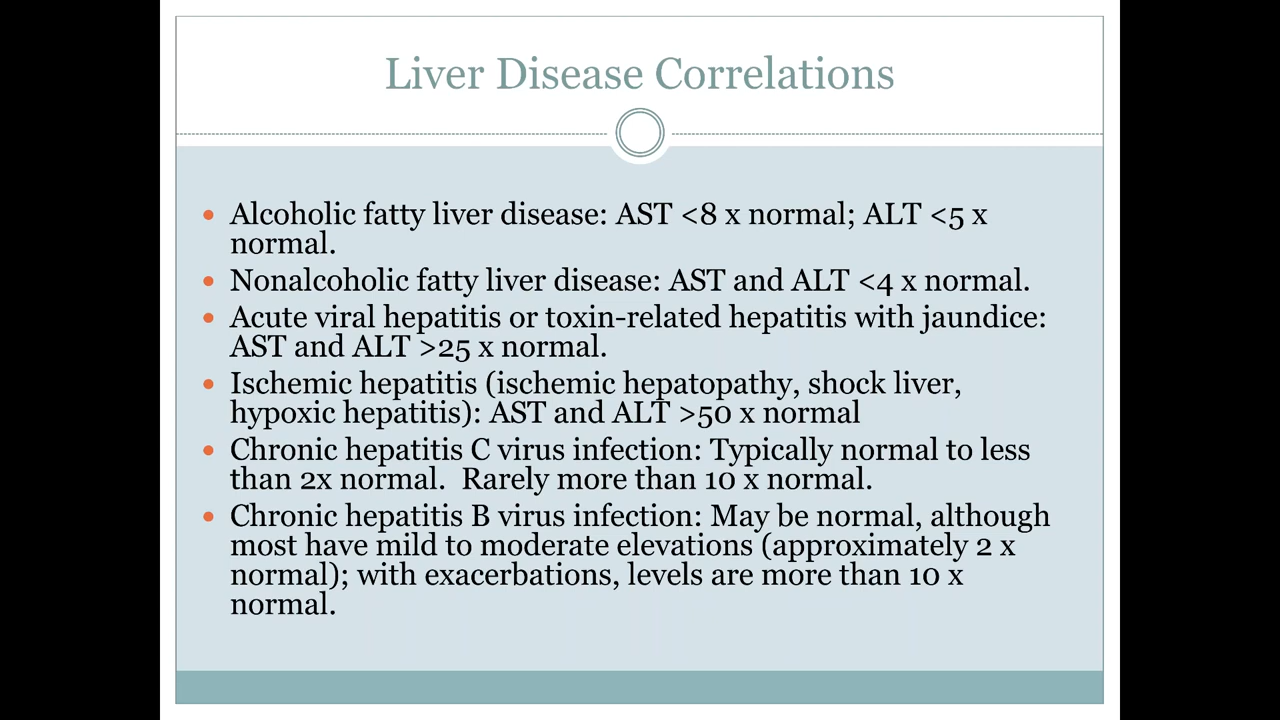 Liver Disease Correlations
• Alcoholic fatty liver disease: AST <8 x normal; ALT <5 x
normal.
• Nonalcoholic fatty liver disease: AST and ALT <4 x normal.
• Acute viral hepatitis or toxin-related hepatitis with jaundice:
AST and ALT >25 x normal.
• Ischemic hepatitis (ischemic hepatopathy, shock liver,
hypoxic hepatitis): AST and ALT >50 x normal
• Chronic hepatitis C virus infection: Typically normal to less
than 2x normal.  Rarely more than 10 x normal.
• Chronic hepatitis B virus infection: May be normal, although
most have mild to moderate elevations (approximately 2 x
normal); with exacerbations, levels are more than 10 x
normal.